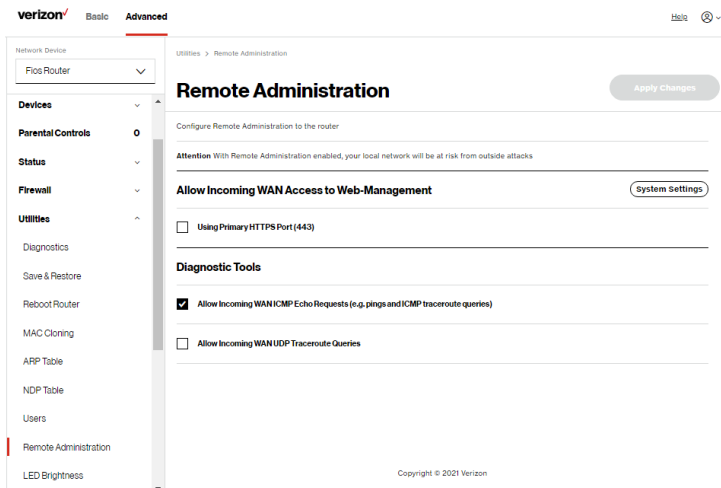 verizon✓ Basic Advanced Help
Network Device
Fios Router
Devices
Parental Controls 0
Status
Firewall
Utilities
Diagnostics
Save & Restore
Reboot Router
MAC Cloning
ARP Table
NDP Table
Users
Remote Administration
LED Brightness
Utilities > Remote Administration
Remote Administration Apply Changes
Configure Remote Administration to the router
Attention With Remote Administration enabled, your local network will be at risk from outside attacks
Allow Incoming WAN Access to Web-Management System Settings
Using Primary HTTPS Port (443)
Diagnostic Tools
Allow Incoming WAN ICMP Echo Requests (e.g. pings and ICMP traceroute queries)
Allow Incoming WAN UDP Traceroute Queries
Copyright © 2021 Verizon